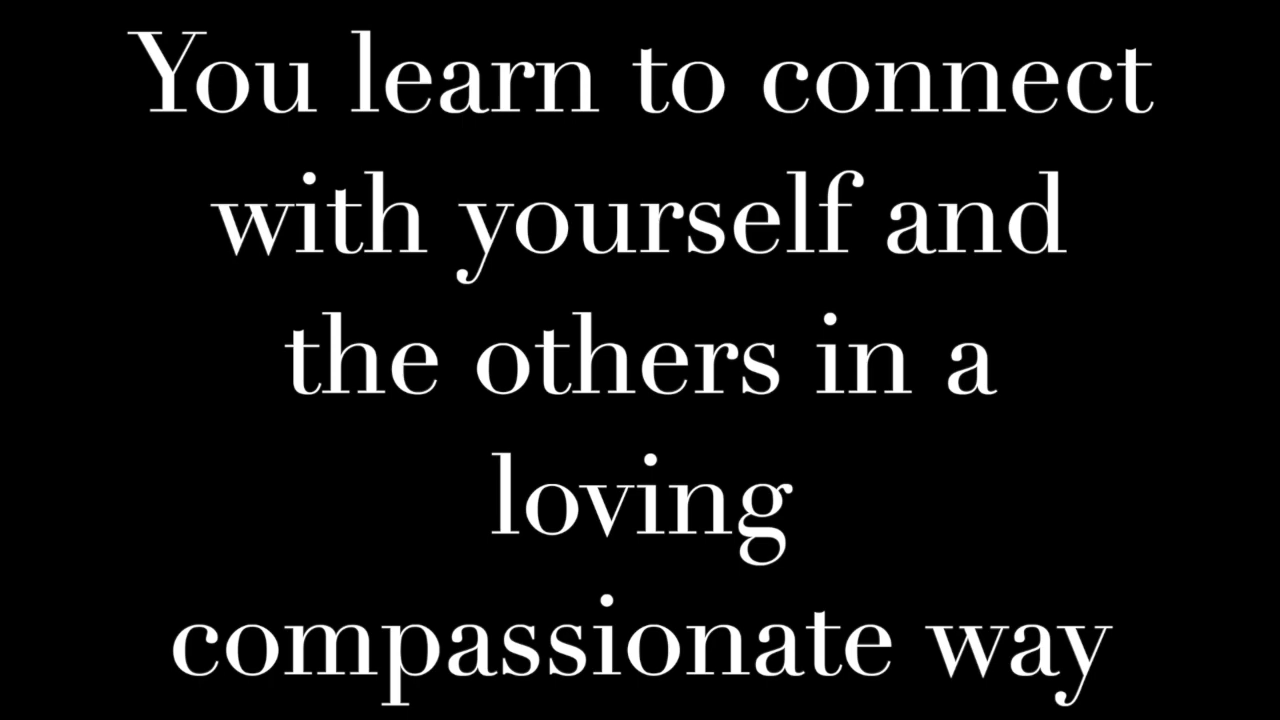 You learn to connect
with yourself and
the others in a
loving
compassionate way